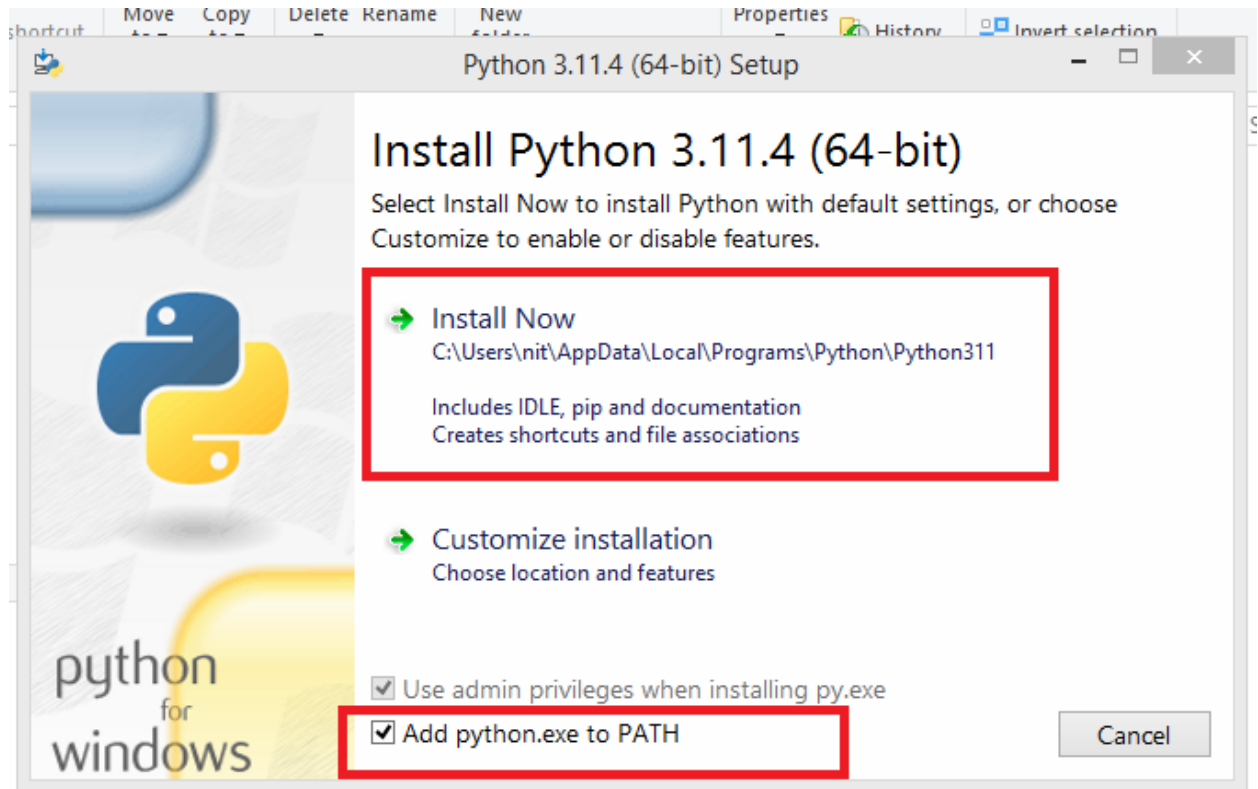 Move Copy Delete Rename New Properties
shortcut History Invert selection
Python 3.11.4 (64-bit) Setup
Install Python 3.11.4 (64-bit)
Select Install Now to install Python with default settings, or choose
Customize to enable or disable features.
Install Now
C:\Users\nit\AppData\Local\Programs\Python\Python311
Includes IDLE, pip and documentation
Creates shortcuts and file associations
Customize installation
Choose location and features
Use admin privileges when installing py.exe
Add python.exe to PATH
Cancel
python
for
windows